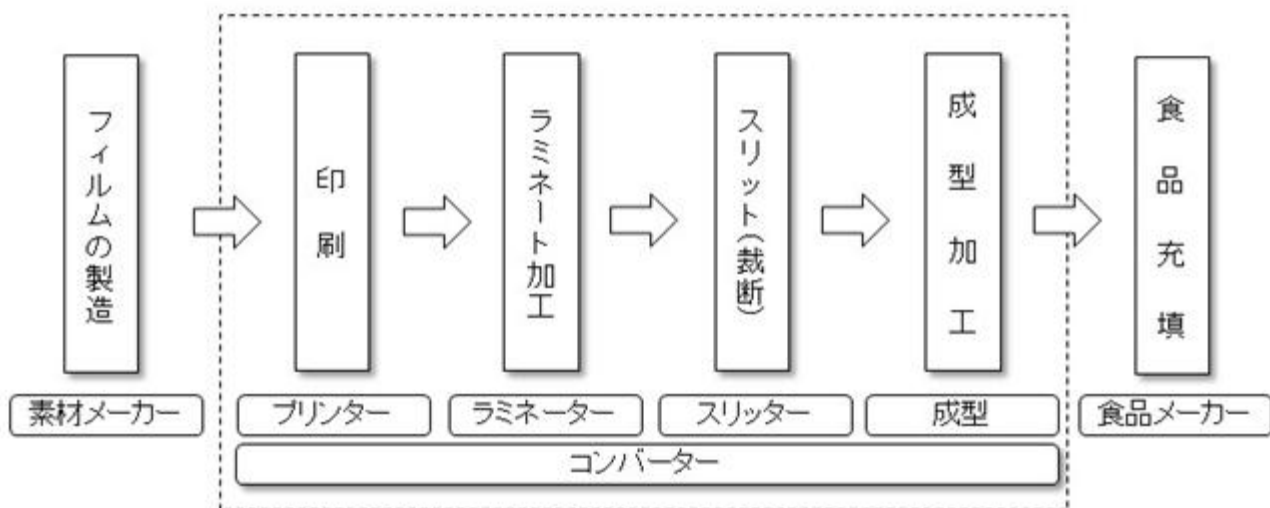 フィルムの製造
印刷
ラミネート加工
スリット(裁断)
成型加工
食品充填
素材メーカー
プリンター
ラミネーター
スリッター
成型
食品メーカー
コンバーター